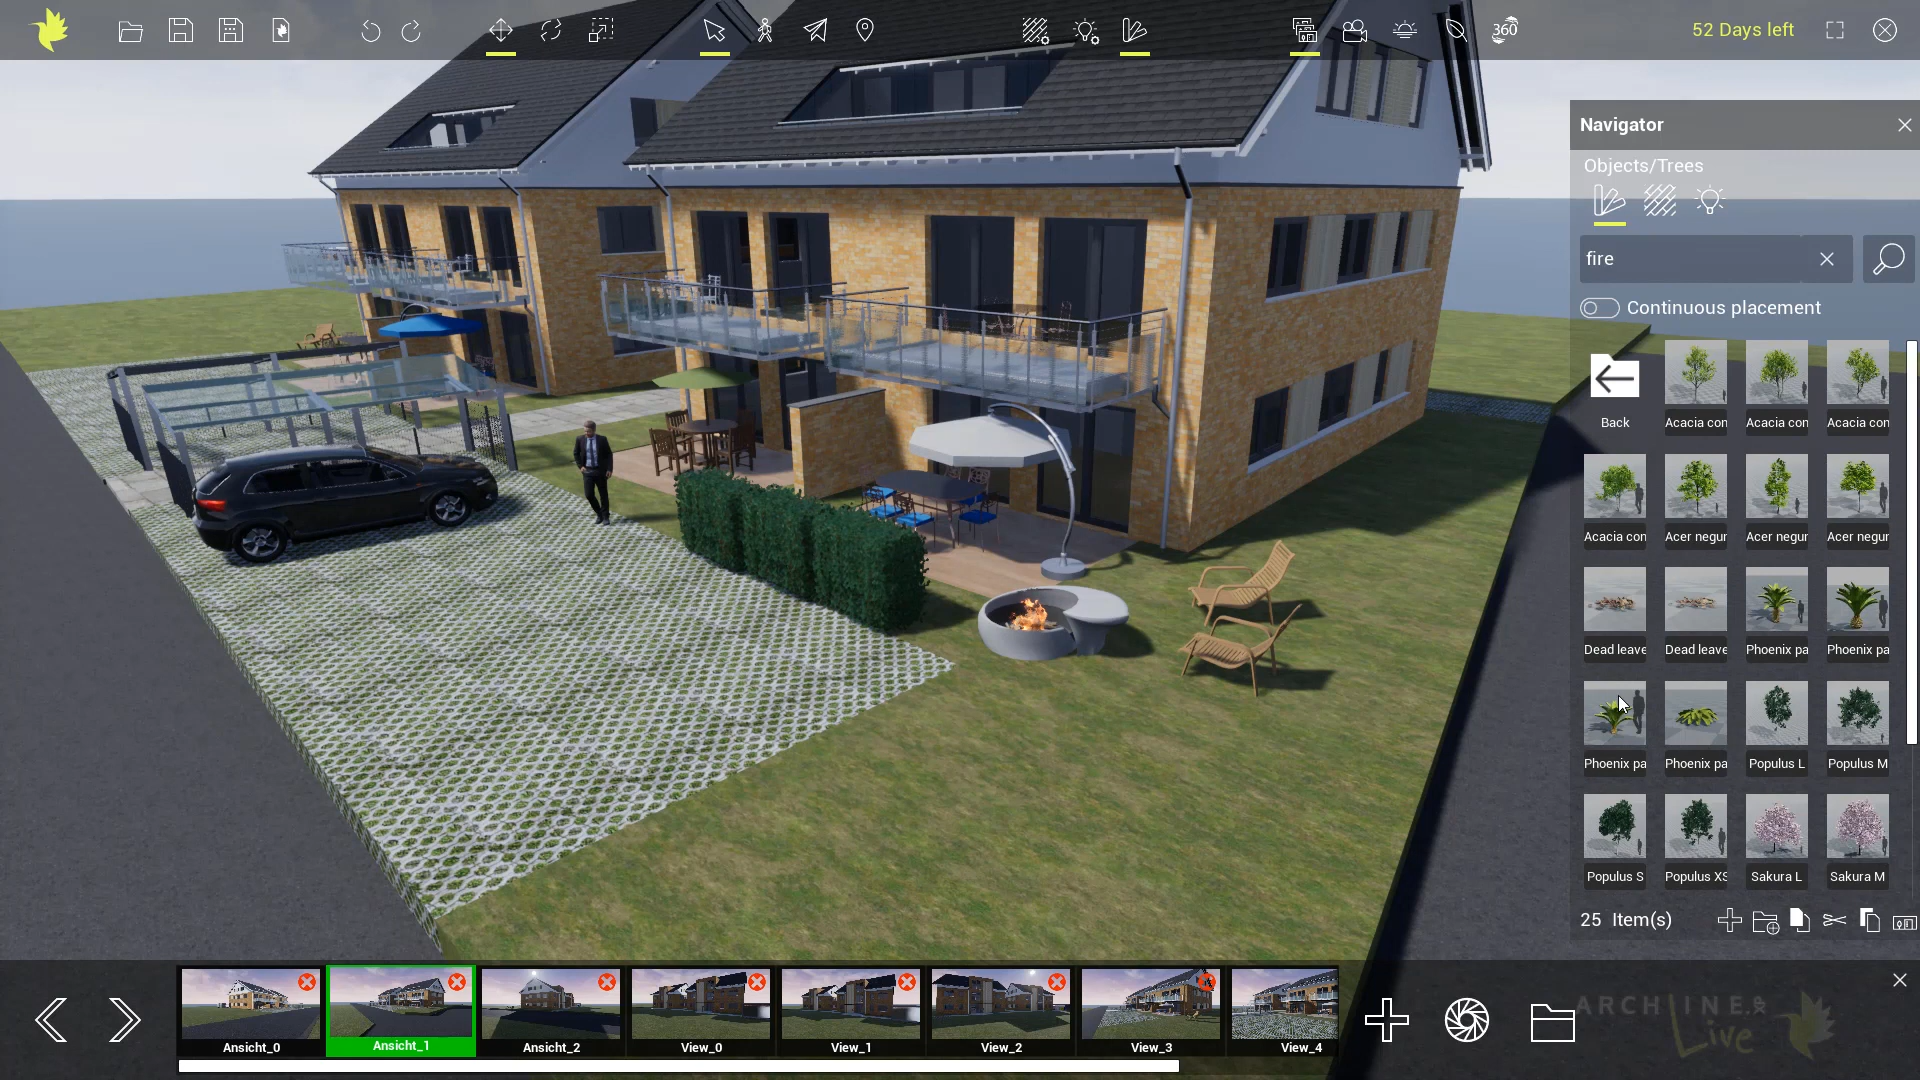 360
52 Days left
Navigator
Objects/Trees
fire
Continuous placement
Back
Acacia con
Acacia con
Acacia con
Acacia con
Acer negur
Acer negur
Acer negur
Dead leave
Dead leave
Phoenix pa
Phoenix pa
Phoenix pa
Phoenix pa
Populus L
Populus M
Populus S
Populus XS
Sakura L
Sakura M
25 Item(s)
Ansicht_0
Ansicht_1
Ansicht_2
View_0
View_1
View_2
View_3
View_4
ARCHLINE.XP
Live